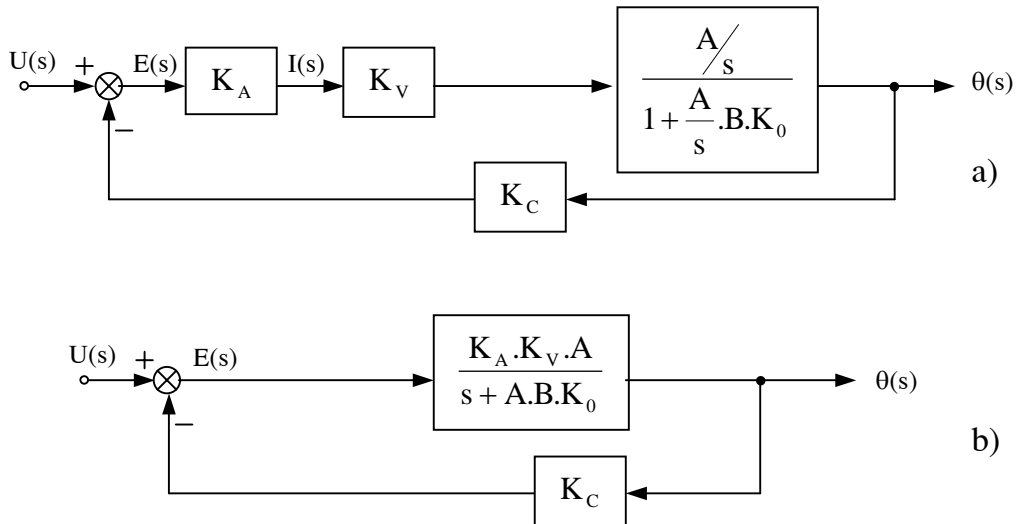 U(s) + E(s) K_A I(s) K_V A/s θ(s)
1 + A/s .B.K_0
−
K_C
a)
U(s) + E(s) K_A.K_V.A θ(s)
s + A.B.K_0
−
K_C
b)